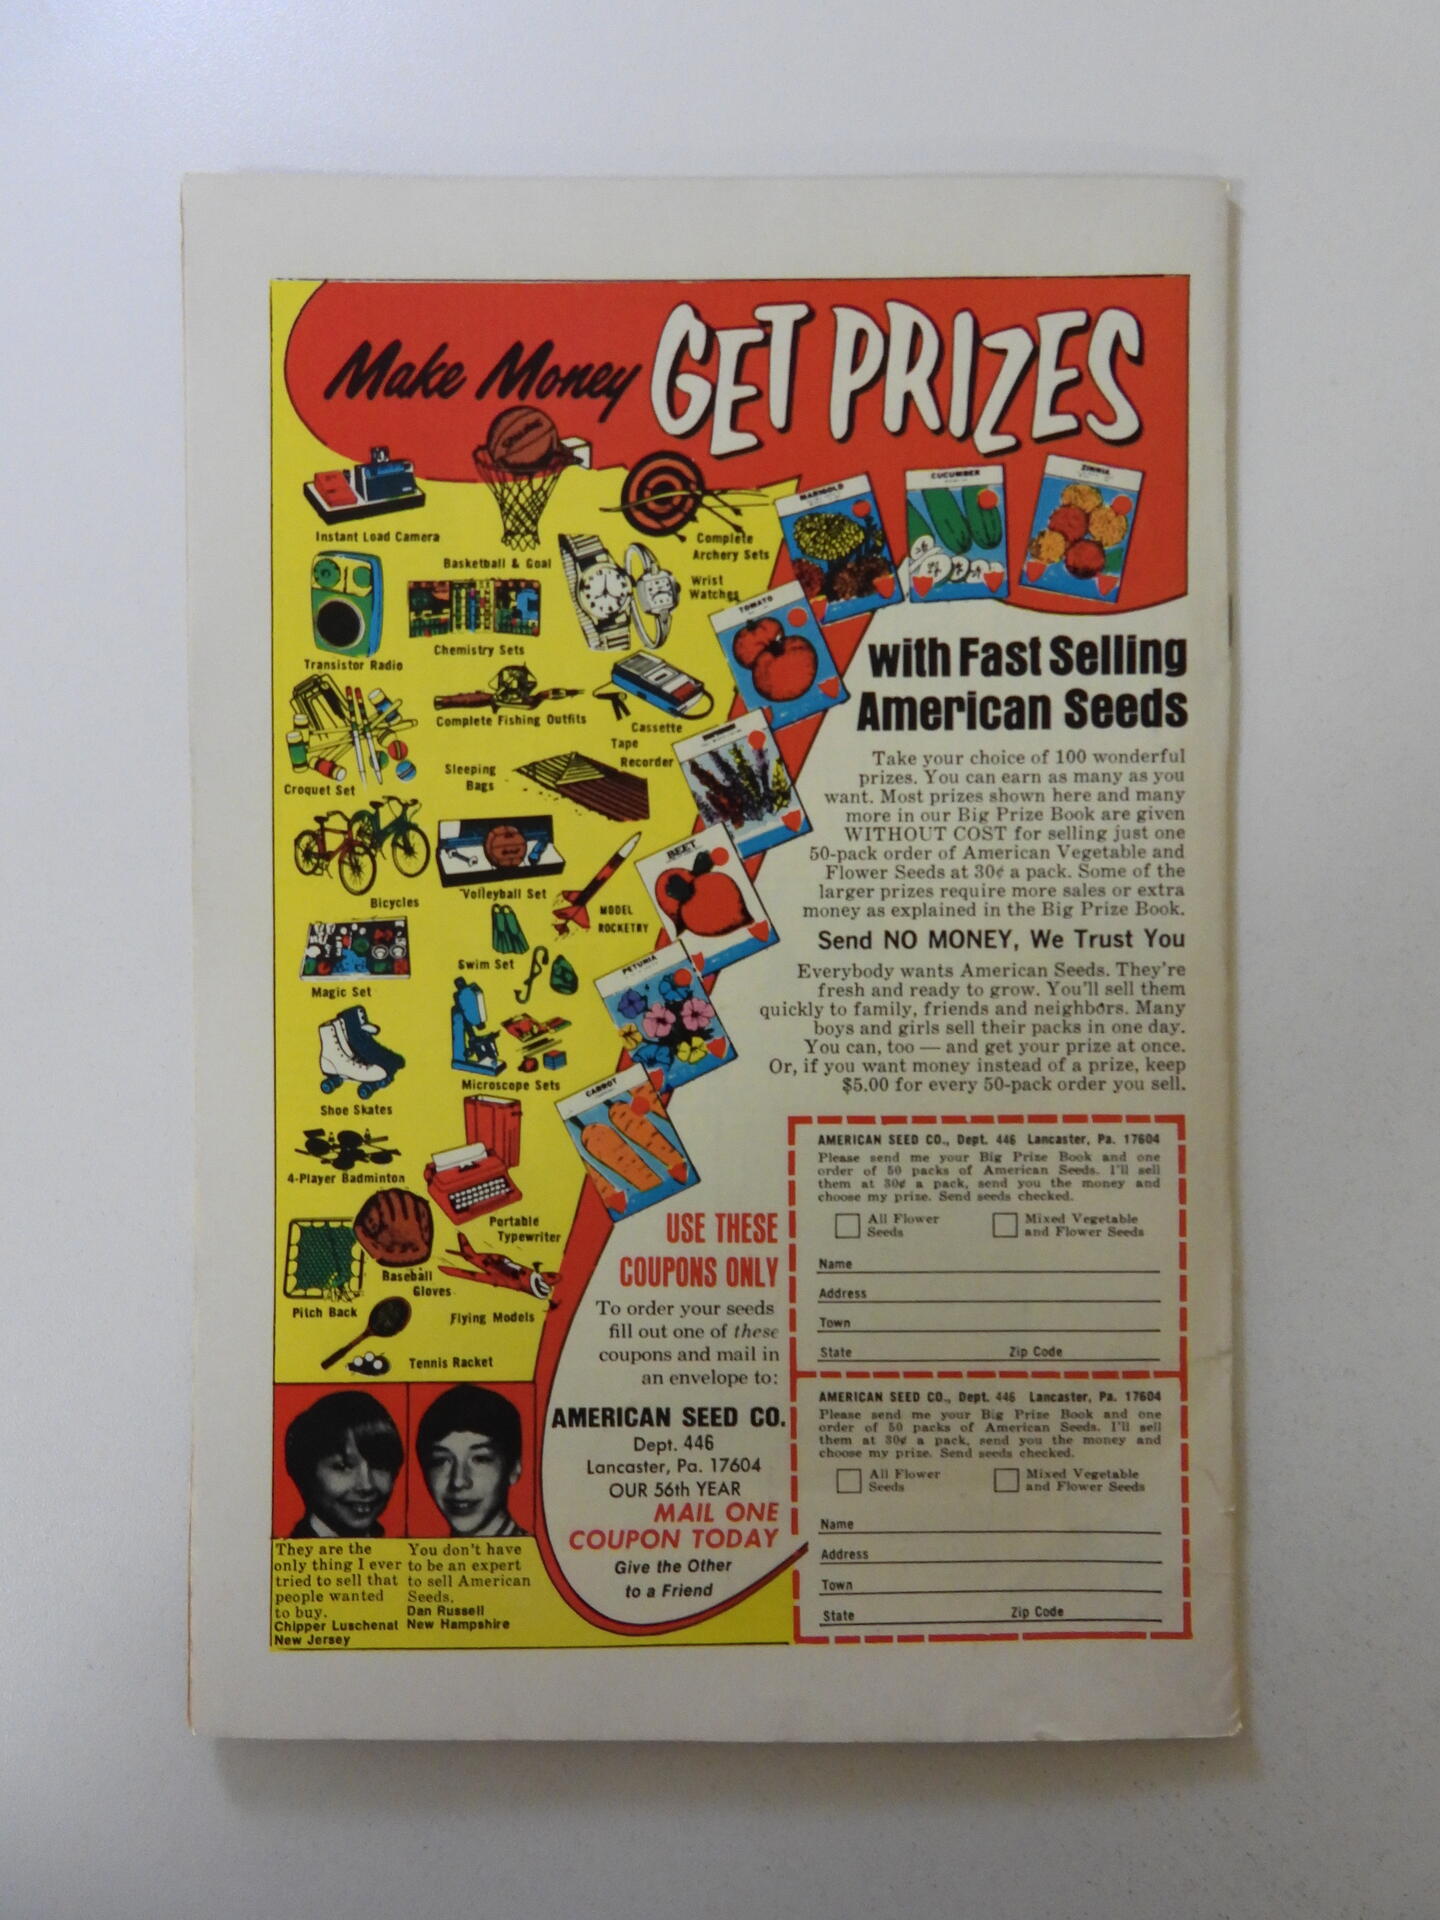 Make Money GET PRIZES
SPALDING
Instant Load Camera
Basketball & Goal
Complete
Archery Sets
Wrist
Watches
Transistor Radio
Chemistry Sets
Complete Fishing Outfits
Cassette
Tape
Recorder
Croquet Set
Sleeping
Bags
Bicycles
Volleyball Set
MODEL
ROCKETRY
Magic Set
Swim Set
Shoe Skates
Microscope Sets
4-Player Badminton
Portable
Typewriter
Pitch Back
Baseball
Gloves
Flying Models
Tennis Racket
MARIGOLD
CUCUMBER
ZINNIA
TOMATO
BEET
PETUNIA
CARROT
with Fast Selling
American Seeds
Take your choice of 100 wonderful
prizes. You can earn as many as you
want. Most prizes shown here and many
more in our Big Prize Book are given
WITHOUT COST for selling just one
50-pack order of American Vegetable and
Flower Seeds at 30¢ a pack. Some of the
larger prizes require more sales or extra
money as explained in the Big Prize Book.
Send NO MONEY, We Trust You
Everybody wants American Seeds. They're
fresh and ready to grow. You'll sell them
quickly to family, friends and neighbors. Many
boys and girls sell their packs in one day.
You can, too — and get your prize at once.
Or, if you want money instead of a prize, keep
$5.00 for every 50-pack order you sell.
USE THESE
COUPONS ONLY
To order your seeds
fill out one of these
coupons and mail in
an envelope to:
AMERICAN SEED CO.
Dept. 446
Lancaster, Pa. 17604
OUR 56th YEAR
MAIL ONE
COUPON TODAY
Give the Other
to a Friend
AMERICAN SEED CO., Dept. 446 Lancaster, Pa. 17604
Please send me your Big Prize Book and one
order of 50 packs of American Seeds. I'll sell
them at 30¢ a pack, send you the money and
choose my prize. Send seeds checked.
All Flower
Seeds
Mixed Vegetable
and Flower Seeds
Name
Address
Town
State Zip Code
AMERICAN SEED CO., Dept. 446 Lancaster, Pa. 17604
Please send me your Big Prize Book and one
order of 50 packs of American Seeds. I'll sell
them at 30¢ a pack, send you the money and
choose my prize. Send seeds checked.
All Flower
Seeds
Mixed Vegetable
and Flower Seeds
Name
Address
Town
State Zip Code
They are the
only thing I ever
tried to sell that
people wanted
to buy.
Chipper Luschenat
New Jersey
You don't have
to be an expert
to sell American
Seeds.
Dan Russell
New Hampshire